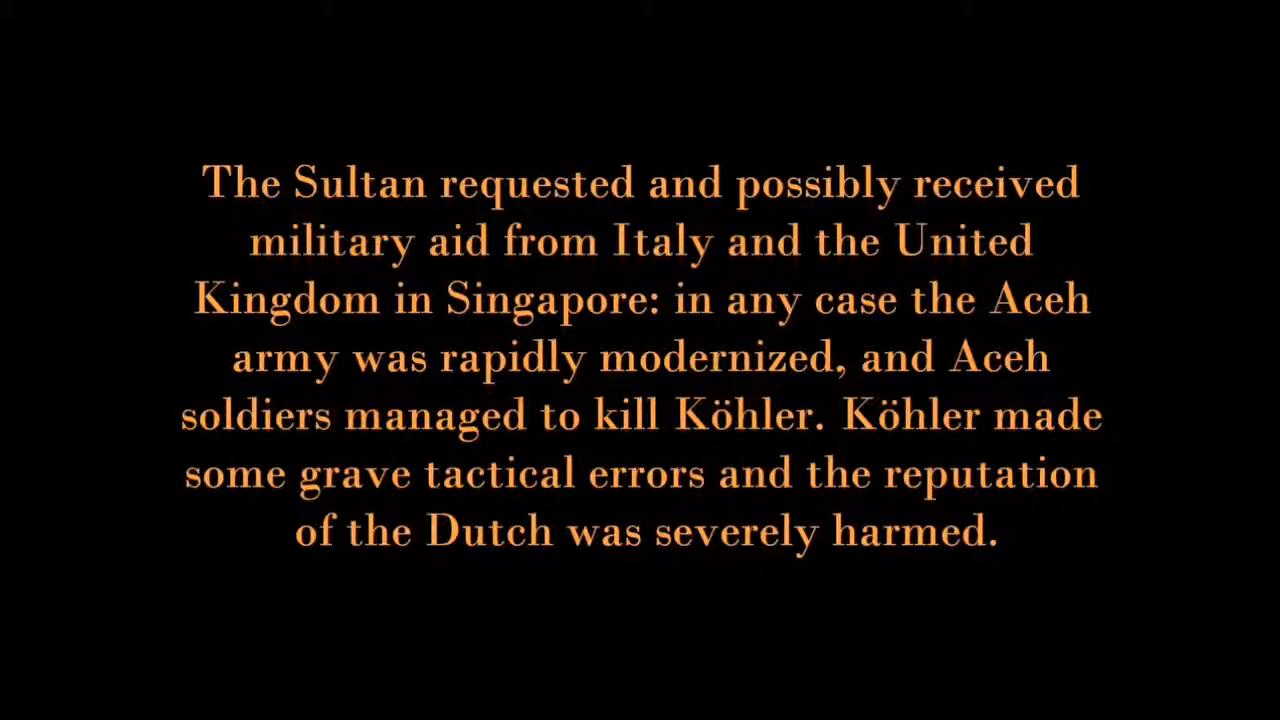 The Sultan requested and possibly received
military aid from Italy and the United
Kingdom in Singapore: in any case the Aceh
army was rapidly modernized, and Aceh
soldiers managed to kill Köhler. Köhler made
some grave tactical errors and the reputation
of the Dutch was severely harmed.